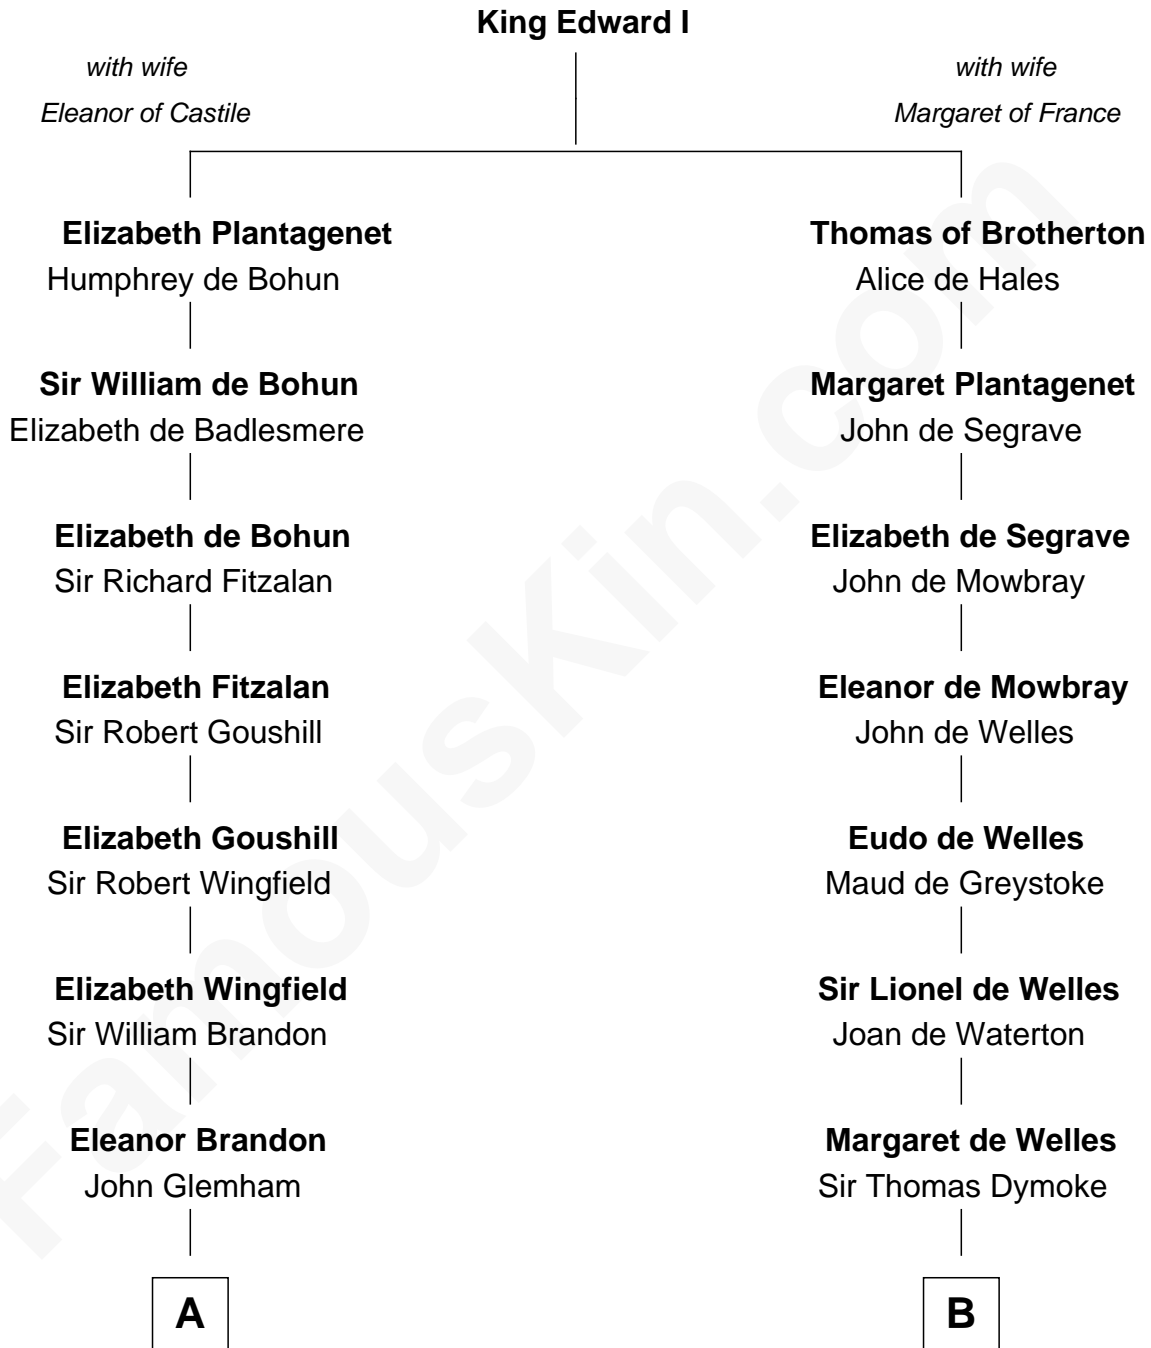 King Edward I
with wife
Eleanor of Castile
with wife
Margaret of France
Elizabeth Plantagenet
Humphrey de Bohun
Thomas of Brotherton
Alice de Hales
Sir William de Bohun
Elizabeth de Badlesmere
Margaret Plantagenet
John de Segrave
Elizabeth de Bohun
Sir Richard Fitzalan
Elizabeth de Segrave
John de Mowbray
Elizabeth Fitzalan
Sir Robert Goushill
Eleanor de Mowbray
John de Welles
Elizabeth Goushill
Sir Robert Wingfield
Eudo de Welles
Maud de Greystoke
Elizabeth Wingfield
Sir William Brandon
Sir Lionel de Welles
Joan de Waterton
Eleanor Brandon
John Glemham
Margaret de Welles
Sir Thomas Dymoke
A
B
FamousKin.com